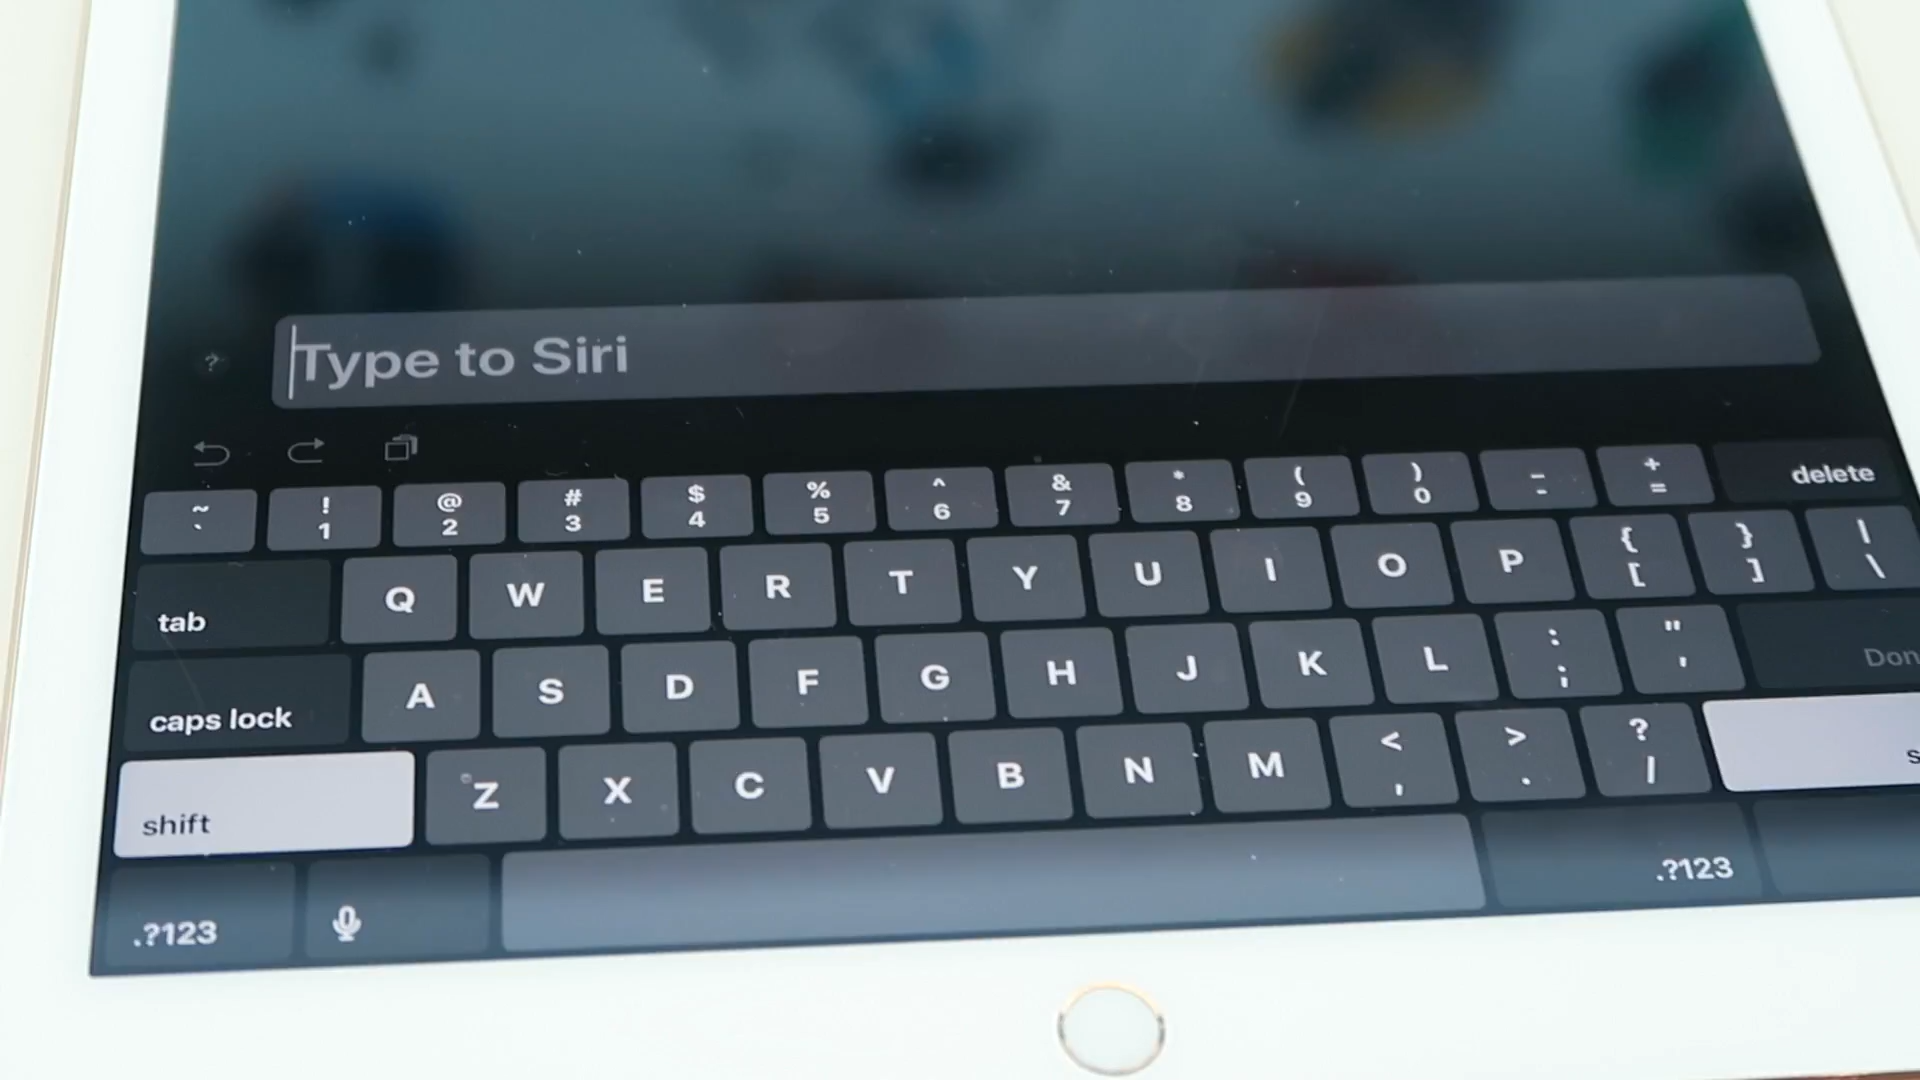 ?
Type to Siri
~ ! @ # $ % ^ & * ( ) _ +
` 1 2 3 4 5 6 7 8 9 0 - = delete
tab Q W E R T Y U I O P { [ } ] | \
caps lock A S D F G H J K L : ; " '
shift Z X C V B N M < , > . ? /
.?123 .?123